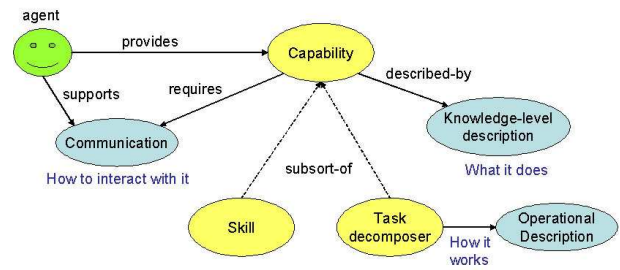 agent
provides
Capability
supports
requires
described-by
Communication
How to interact with it
Knowledge-level
description
What it does
subsort-of
Skill
Task
decomposer
How it
works
Operational
Description